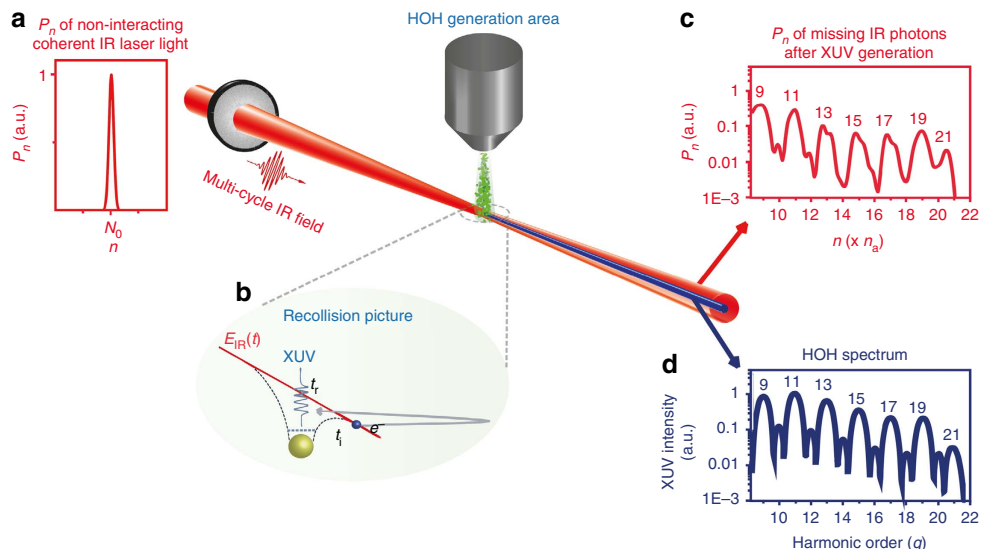 a
P_n of non-interacting
coherent IR laser light
1
P_n (a.u.)
N_0
n
Multi-cycle IR field
HOH generation area
b
Recollision picture
E_IR(t)
XUV
t_r
t_i
e⁻
c
P_n of missing IR photons
after XUV generation
P_n (a.u.)
1
0.1
0.01
1E–3
9
11
13
15
17
19
21
10 12 14 16 18 20 22
n (x n_a)
d
HOH spectrum
XUV intensity
(a.u.)
1
0.1
0.01
1E–3
9
11
13
15
17
19
21
10 12 14 16 18 20 22
Harmonic order (q)